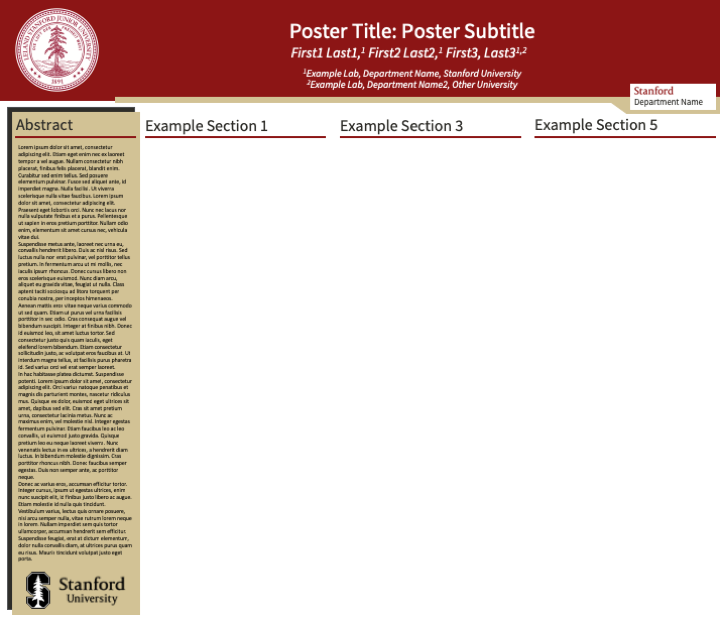 LELAND STANFORD JUNIOR UNIVERSITY
1891
Poster Title: Poster Subtitle
First1 Last1,¹ First2 Last2,¹ First3, Last3¹,²
¹Example Lab, Department Name, Stanford University
²Example Lab, Department Name2, Other University
Stanford
Department Name
Abstract
Lorem ipsum dolor sit amet, consectetur
adipiscing elit. Etiam eget enim nec ex laoreet
tempor a vel augue. Nullam consectetur nibh
placerat, finibus felis placerat, blandit enim.
Curabitur sed enim tellus. Sed posuere
elementum pulvinar. Fusce sed aliquet ante, id
imperdiet magna. Nulla facilisi. Ut viverra
scelerisque nulla vitae faucibus. Lorem ipsum
dolor sit amet, consectetur adipiscing elit.
Praesent eget lobortis orci. Nunc nec lacus nor
nulla vulputate finibus et a purus. Pellentesque
ut sapien in eros pretium porttitor. Nullam odio
enim, elementum sit amet cursus nec, vehicula
vitae dui.
Suspendisse metus ante, laoreet nec urna eu,
convallis hendrerit libero. Duis ac nisl risus. Sed
luctus nulla non erat pulvinar, vel porttitor tellus
pretium. In fermentum arcu ut mi mollis, nec
iaculis ipsum rhoncus. Donec cursus libero non
eros scelerisque euismod. Nunc diam arcu,
aliquet eu gravida vitae, feugiat ut nulla. Class
aptent taciti sociosqu ad litora torquent per
conubia nostra, per inceptos himenaeos.
Aenean mattis eros vitae neque varius commodo
ut sed quam. Etiam ut purus vel urna facilisis
porttitor in sec odio. Cras consequat augue vel
bibendum suscipit. Integer at finibus nibh. Donec
id euismod leo, sit amet luctus tortor. Sed
consectetur justo quis quam iaculis, eget
eleifend lorem bibendum. Etiam consectetur
sollicitudin justo, ac volutpat eros faucibus at. Ut
interdum magna tellus, at facilisis purus pharetra
id. Sed varius orci vel erat semper laoreet.
In hac habitasse platea dictumst. Suspendisse
potenti. Lorem ipsum dolor sit amet, consectetur
adipiscing elit. Orci varius natoque penatibus et
magnis dis parturient montes, nascetur ridiculus
mus. Quisque ex dolor, euismod eget ultrices sit
amet, dapibus sed elit. Cras sit amet pretium
urna, consectetur lacinia metus. Nunc ac
maximus enim, vel molestie nisl. Integer egestas
fermentum pulvinar. Etiam faucibus leo ac leo
convallis, ut euismod justo gravida. Quisque
pretium leo eu neque laoreet viverra. Nunc
venenatis lectus in ex ultrices, a hendrerit diam
luctus. In bibendum molestie dignissim. Cras
porttitor rhoncus nibh. Donec faucibus semper
egestas. Duis non semper ante, ac porttitor
neque.
Donec ac varius eros, accumsan efficitur tortor.
Integer cursus, ipsum ut egestas ultrices, enim
nunc suscipit elit, id finibus justo libero ac augue.
Etiam molestie id nulla quis tincidunt.
Vestibulum varius, lectus quis ornare posuere,
nisi arcu semper nulla, vitae rutrum lorem neque
in lorem. Nullam imperdiet sem quis tortor
ullamcorper, accumsan hendrerit sem efficitur.
Suspendisse feugiat, erat at dictum elementum,
dolor nulla convallis diam, at ultrices purus quam
eu risus. Mauris tincidunt volutpat justo eget
porta.
Stanford
University
Example Section 1
Example Section 3
Example Section 5